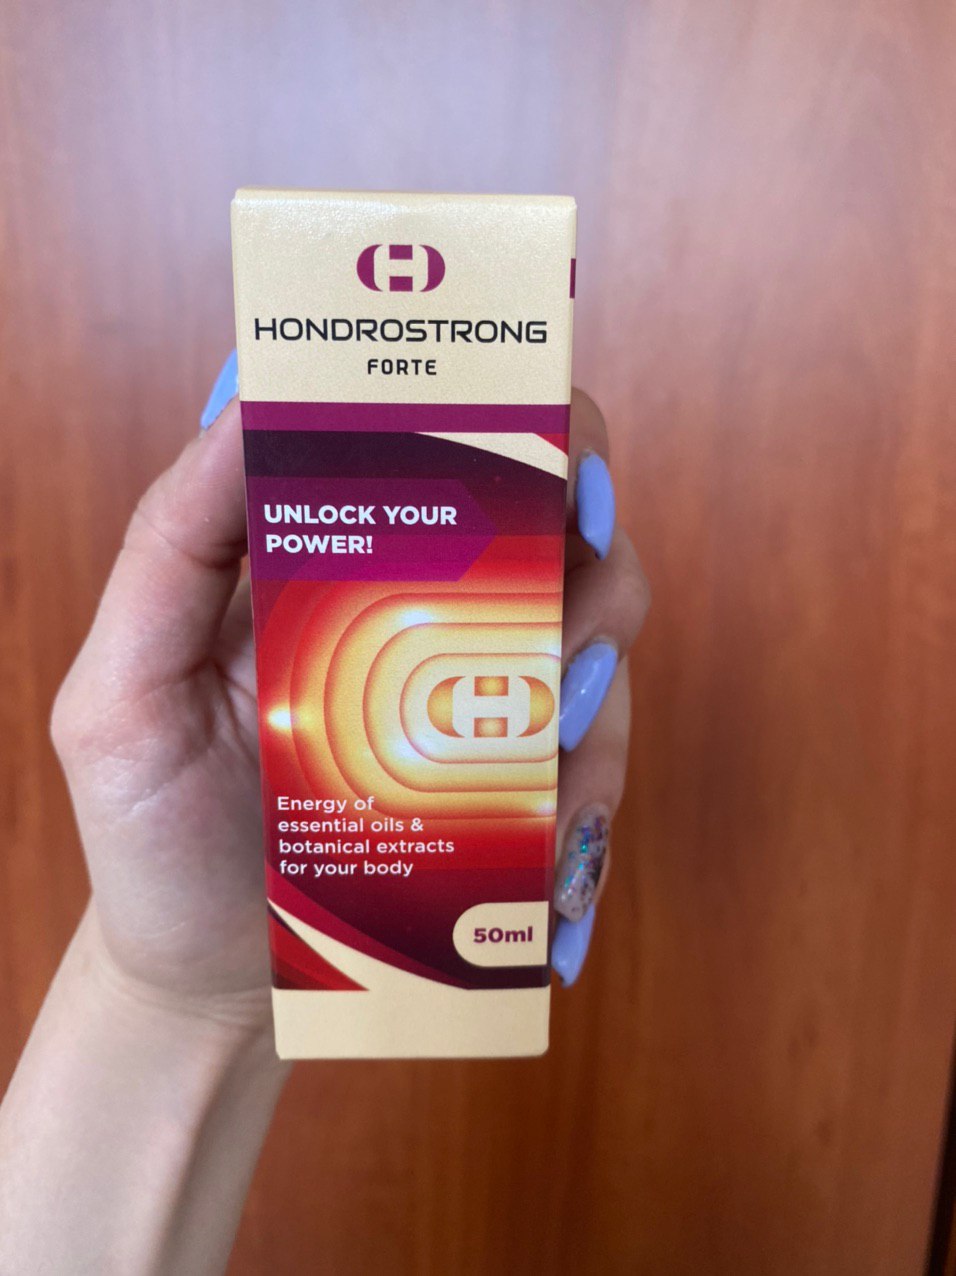 HONDROSTRONG
FORTE
UNLOCK YOUR
POWER!
Energy of
essential oils &
botanical extracts
for your body
50ml